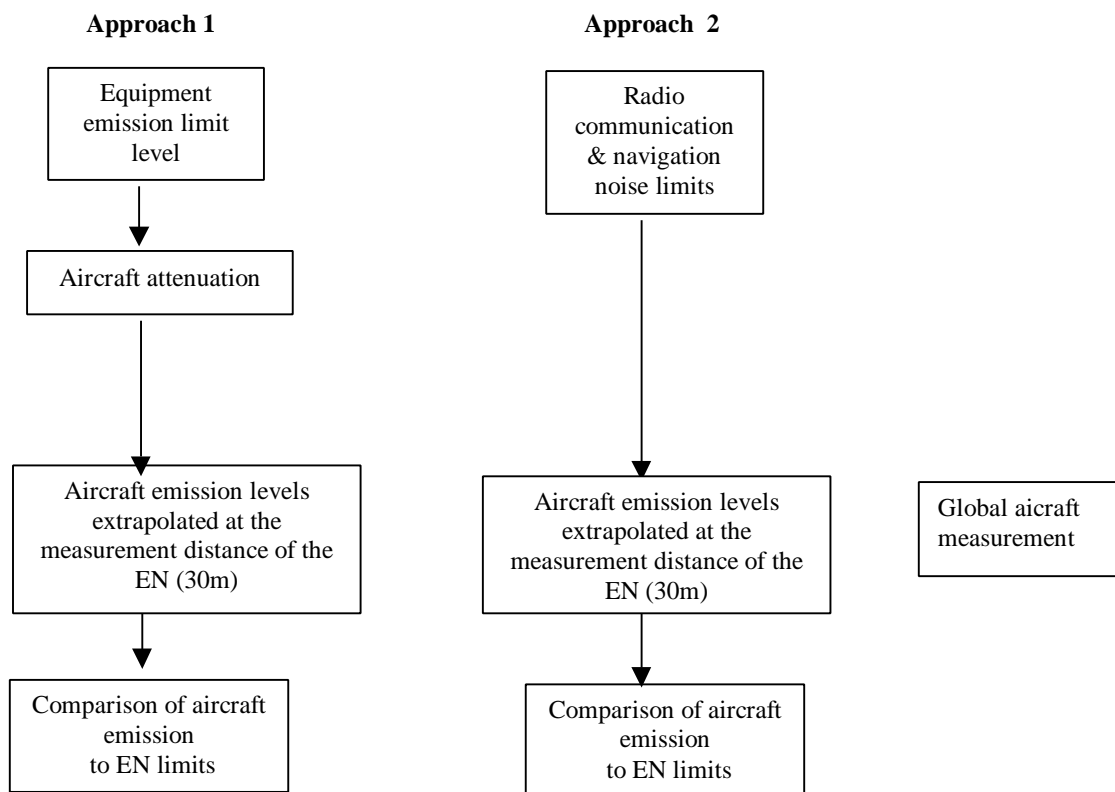 Approach 1
Equipment
emission limit
level
Aircraft attenuation
Aircraft emission levels
extrapolated at the
measurement distance of the
EN (30m)
Comparison of aircraft
emission
to EN limits
Approach 2
Radio
communication
& navigation
noise limits
Aircraft emission levels
extrapolated at the
measurement distance of the
EN (30m)
Comparison of aircraft
emission
to EN limits
Global aicraft
measurement